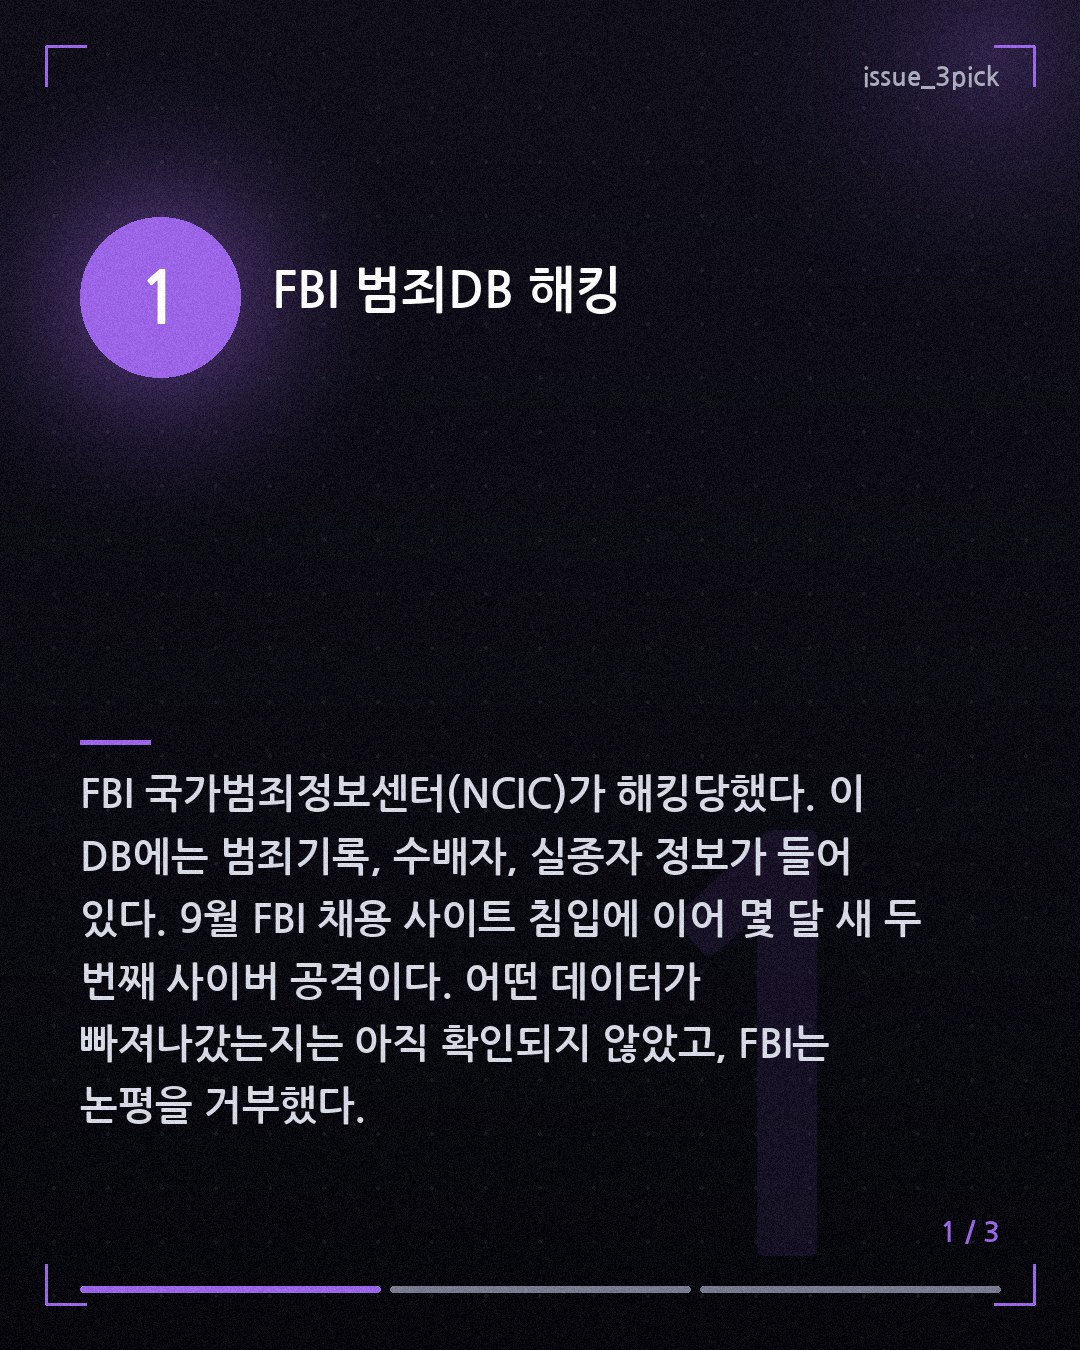 issue_3pick
1
FBI 범죄DB 해킹
FBI 국가범죄정보센터(NCIC)가 해킹당했다. 이
DB에는 범죄기록, 수배자, 실종자 정보가 들어
있다. 9월 FBI 채용 사이트 침입에 이어 몇 달 새 두
번째 사이버 공격이다. 어떤 데이터가
빠져나갔는지는 아직 확인되지 않았고, FBI는
논평을 거부했다.
1
1 / 3